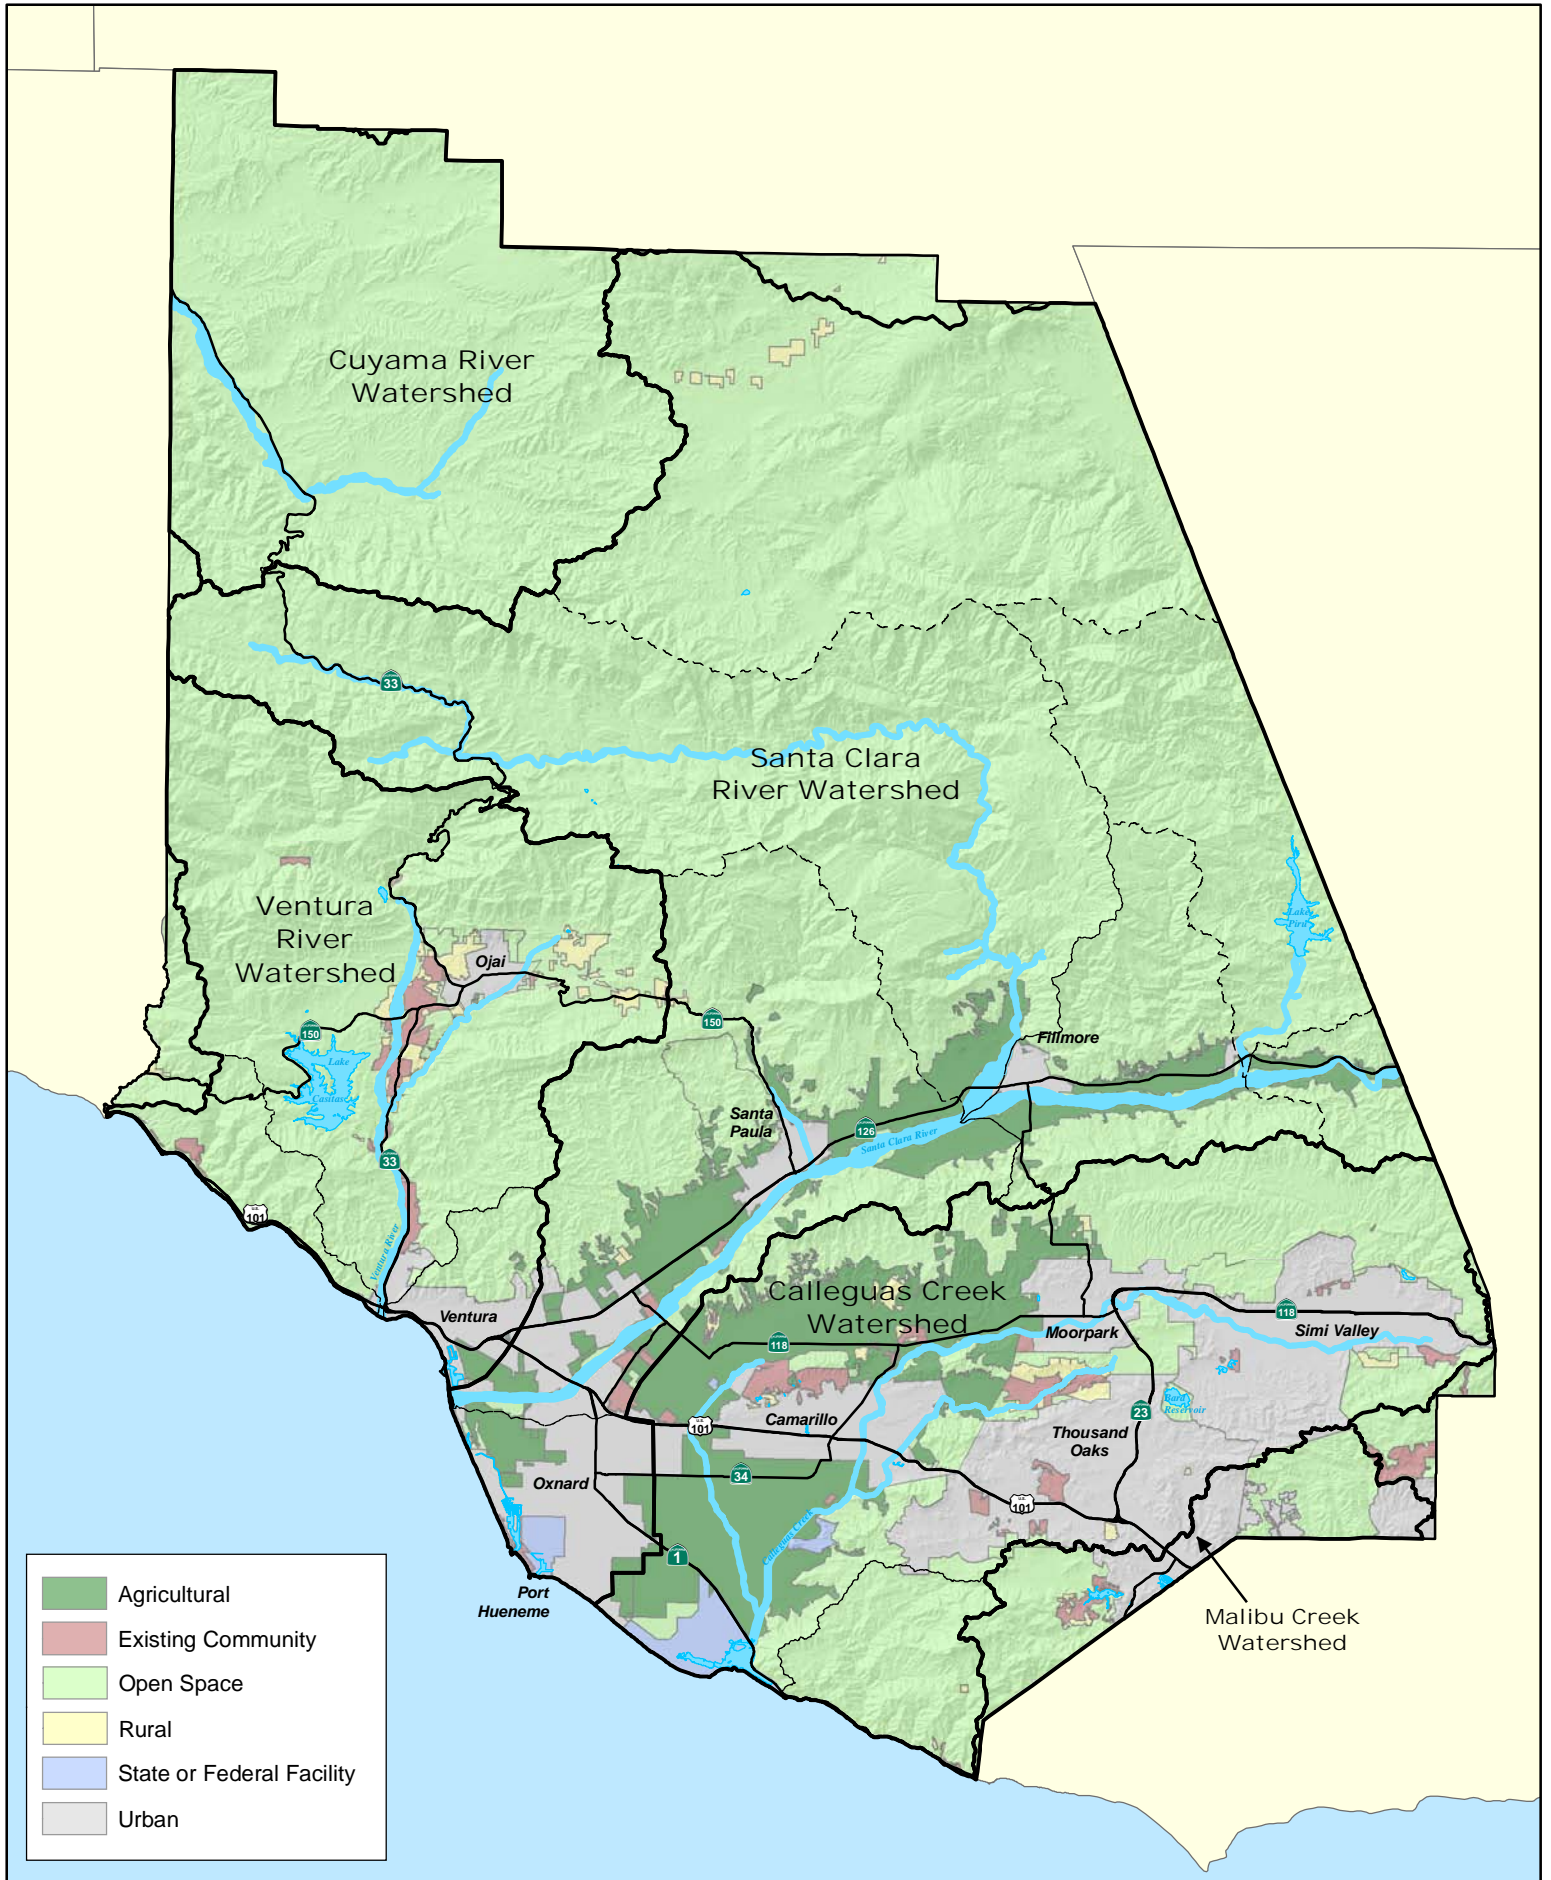 Cuyama River
Watershed
33
Santa Clara
River Watershed
Ventura
River
Watershed
Lake
Piru
Ojai
150
150
Lake
Casitas
Fillmore
Santa
Paula
126
Santa Clara River
33
U.S.
101
Ventura River
Calleguas Creek
Watershed
Ventura
118
Moorpark
118
Simi Valley
Bard
Reservoir
23
Camarillo
U.S.
101
Thousand
Oaks
34
Oxnard
U.S.
101
Calleguas Creek
1
Port
Hueneme
Malibu Creek
Watershed
Agricultural
Existing Community
Open Space
Rural
State or Federal Facility
Urban